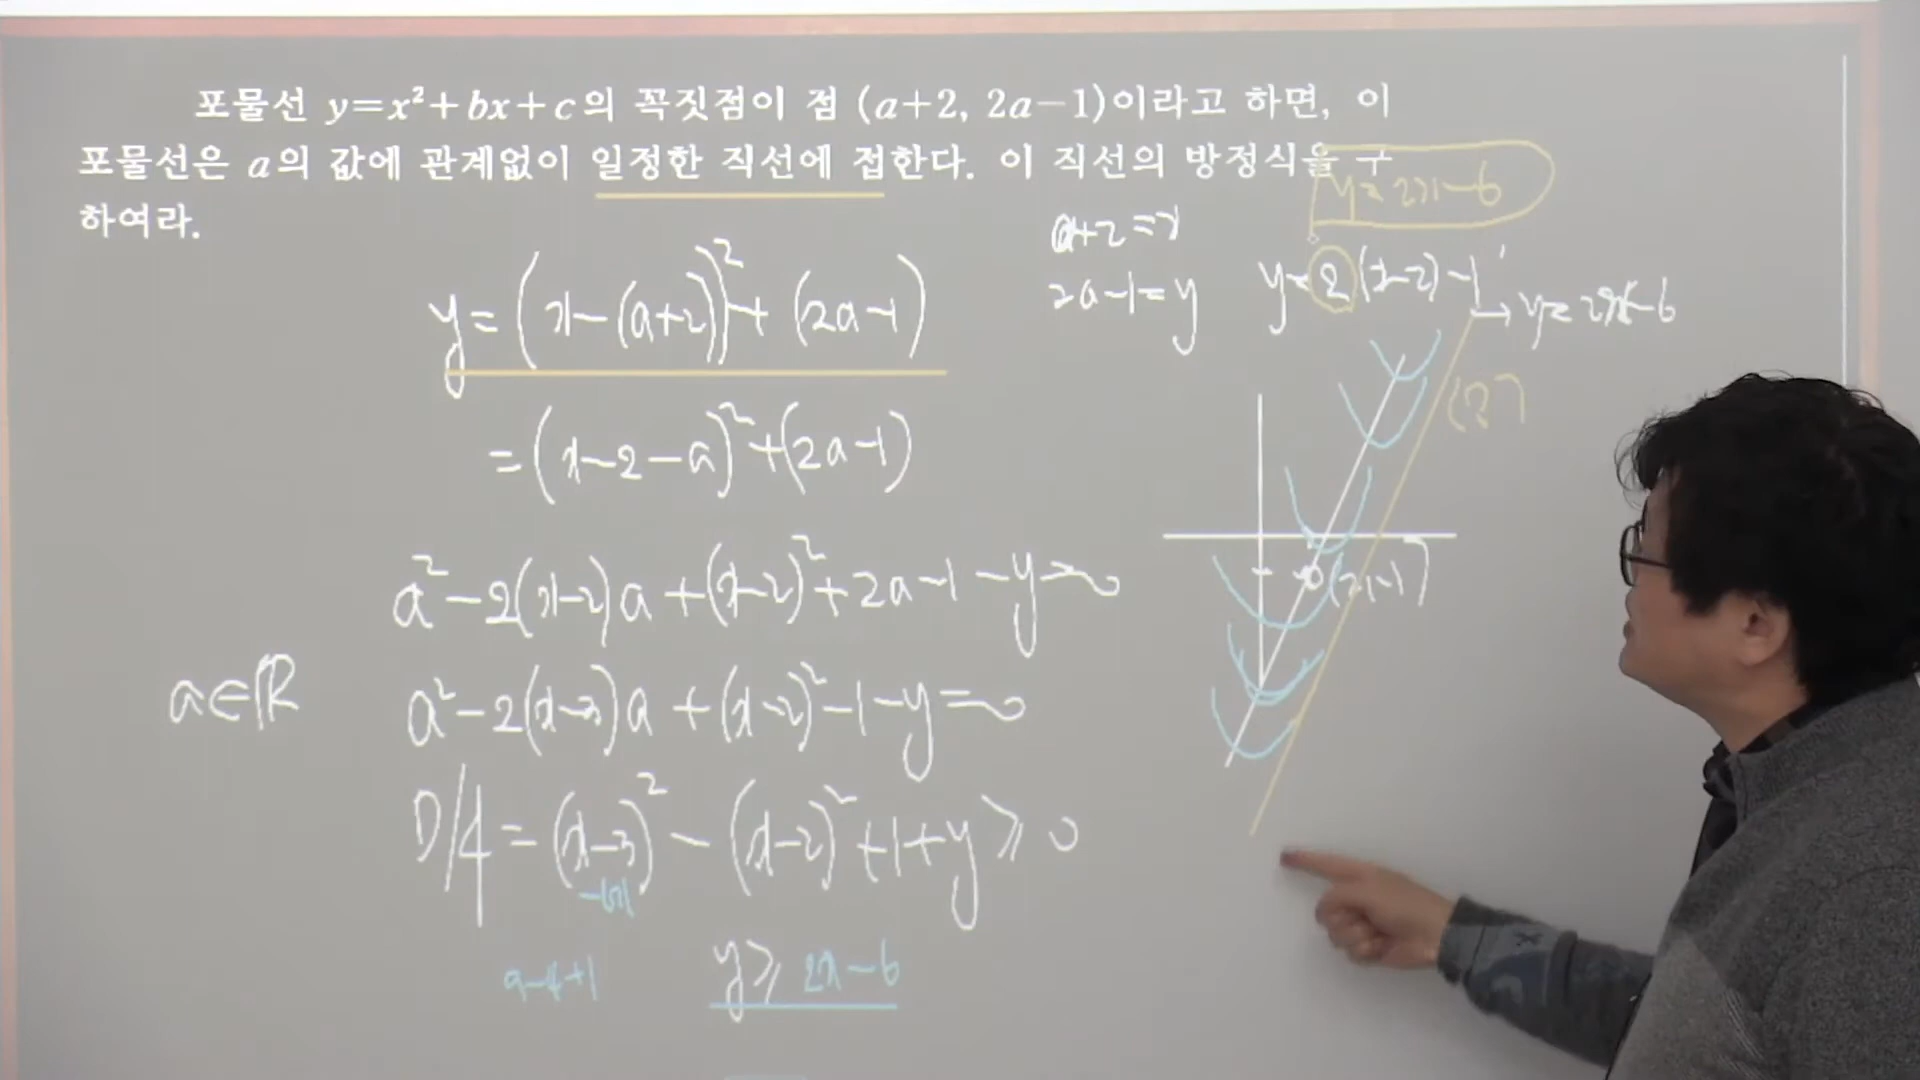 포물선 y=x²+bx+c의 꼭짓점이 점 (a+2, 2a−1)이라고 하면, 이
포물선은 a의 값에 관계없이 일정한 직선에 접한다. 이 직선의 방정식을
하여라.
y=2x-6
a+2=x
2a-1=y
y=2(x-2)-1
→ y=2x-6
y=(x-(a+2))²+(2a-1)
=(x-2-a)²+(2a-1)
a²-2(x-2)a+(x-2)²+2a-1-y=0
a∈ℝ
a²-2(x-3)a+(x-2)²-1-y=0
D/4=(x-3)²-(x-2)²+1+y≥0
-6x
9-4+1
y≥2x-6